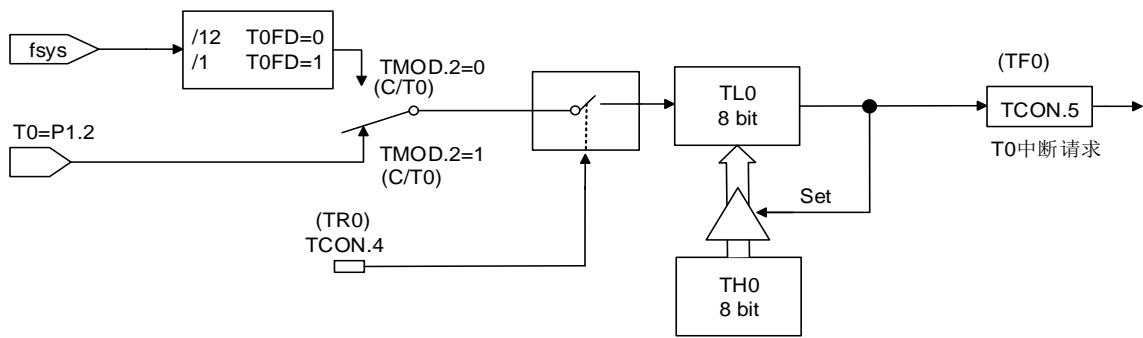 fsys
/12 T0FD=0
/1 T0FD=1
TMOD.2=0
(C/T0)
T0=P1.2
TMOD.2=1
(C/T0)
(TR0)
TCON.4
TL0
8 bit
Set
TH0
8 bit
(TF0)
TCON.5
T0中断请求